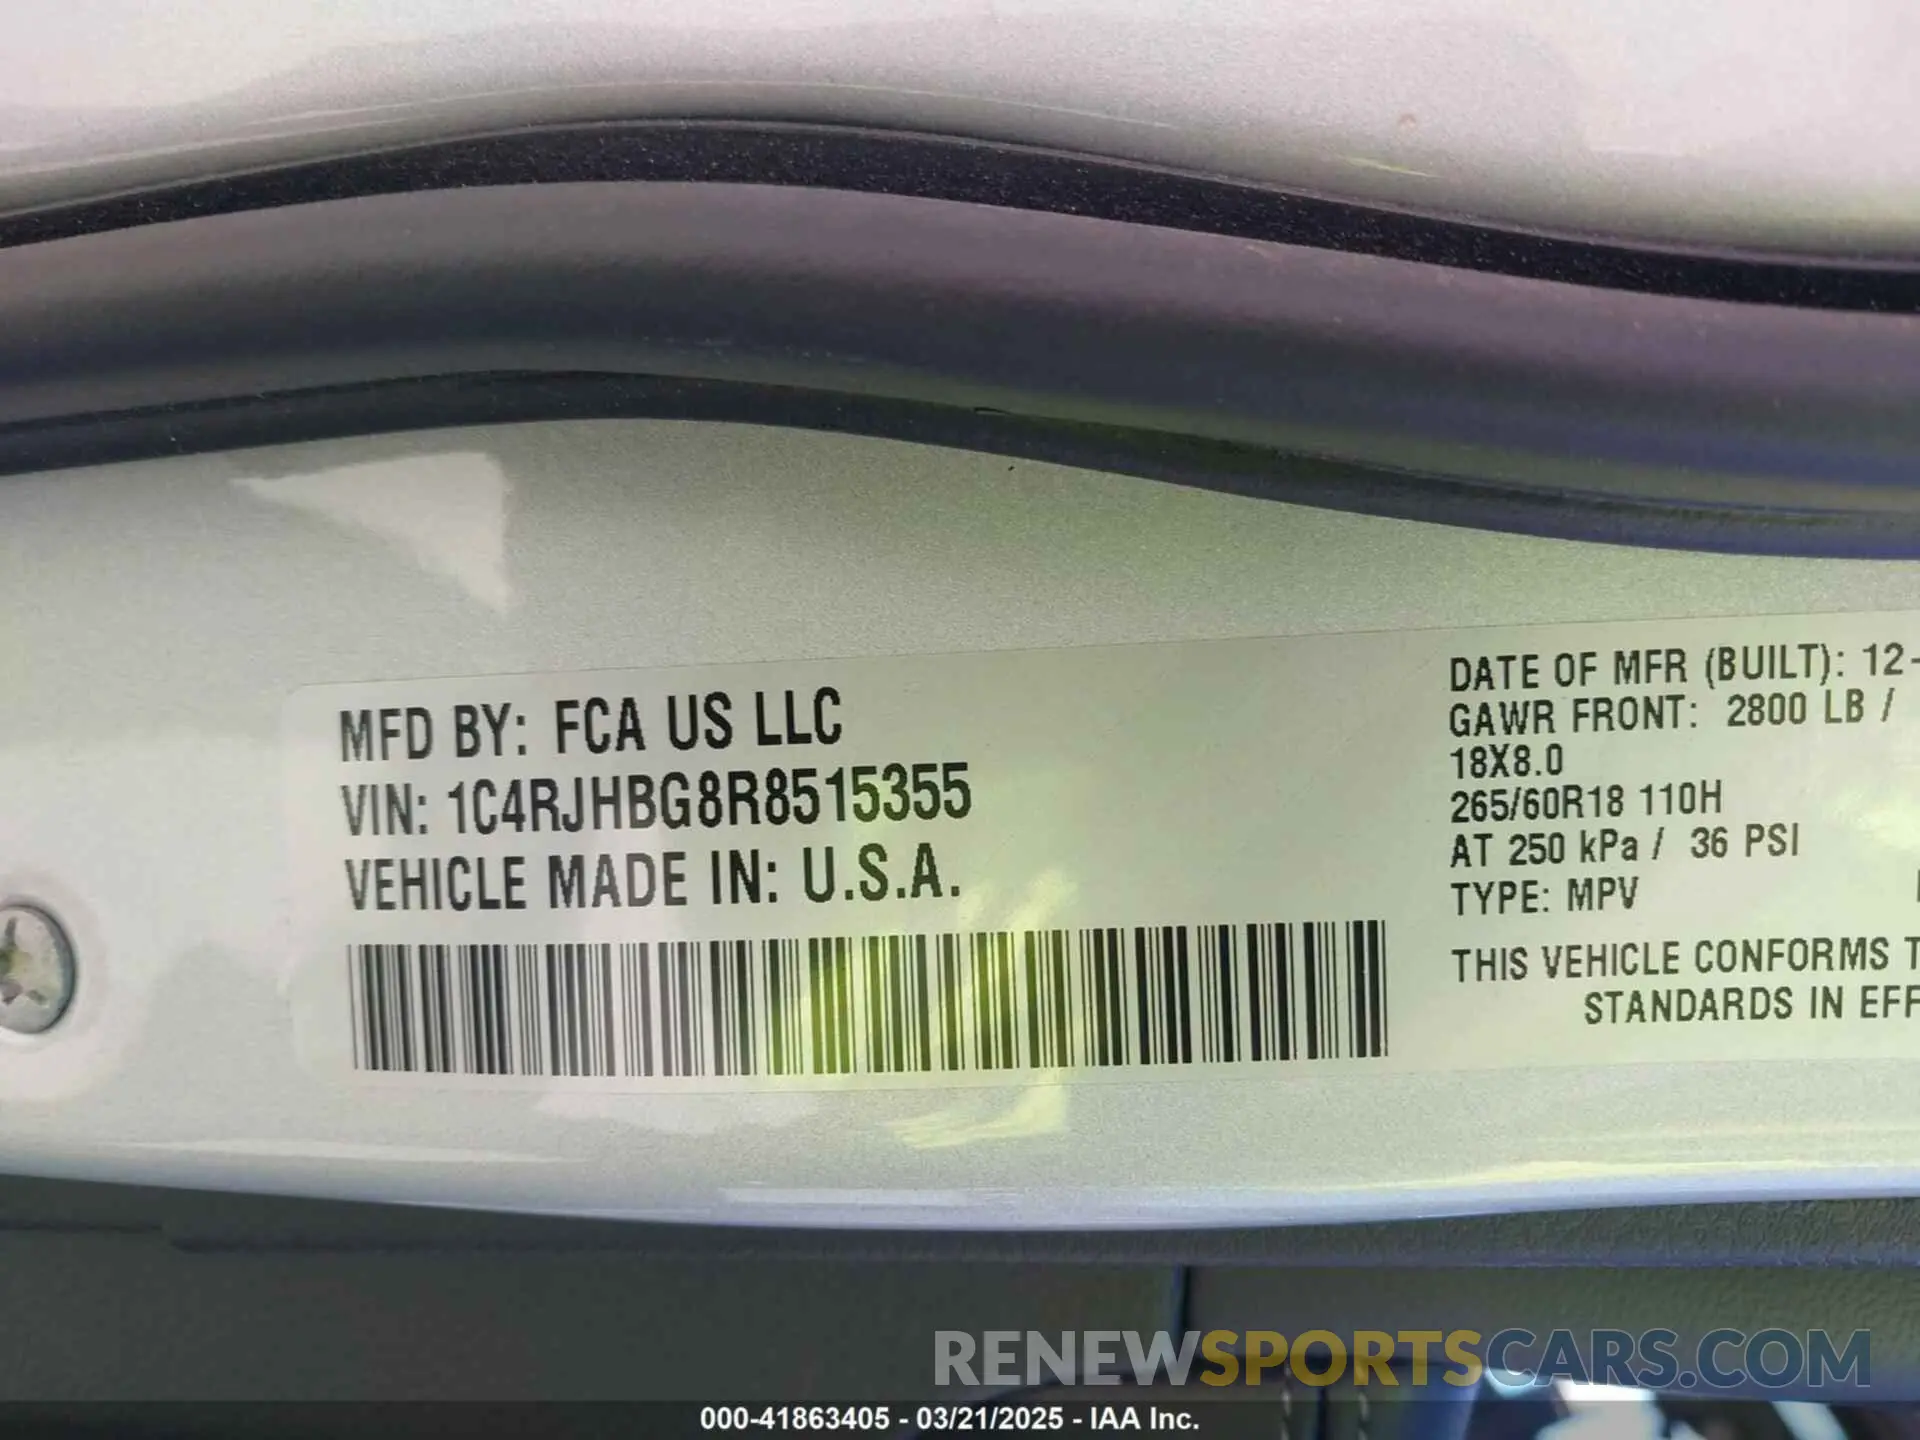 MFD BY: FCA US LLC
VIN: 1C4RJHBG8R8515355
VEHICLE MADE IN: U.S.A.
DATE OF MFR (BUILT): 12-
GAWR FRONT: 2800 LB /
18X8.0
265/60R18 110H
AT 250 kPa / 36 PSI
TYPE: MPV
THIS VEHICLE CONFORMS T
STANDARDS IN EFF
RENEWSPORTSCARS.COM
000-41863405 - 03/21/2025 - IAA Inc.